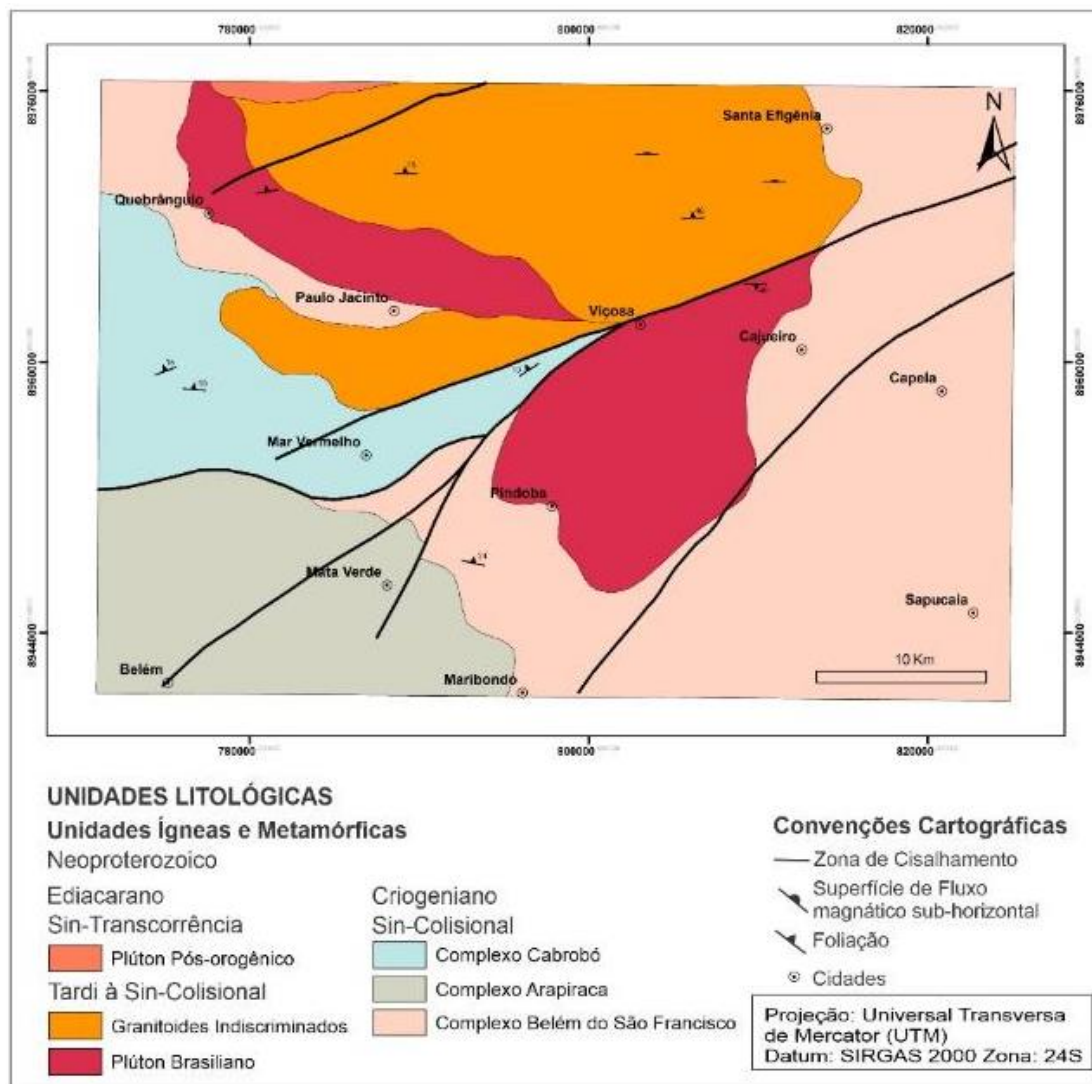 780000
800000
820000
8976000
8976000
N
Santa Efigênia
Quebrângulo
Paulo Jacinto
Viçosa
Cajueiro
8960000
8960000
Capela
Mar Vermelho
Pindoba
Mata Verde
Sapucaia
8944000
8944000
10 Km
Belém
Maribondo
780000
800000
820000
UNIDADES LITOLÓGICAS
Unidades Ígneas e Metamórficas
Neoproterozoico
Ediacarano
Sin-Transcorrência
Plúton Pós-orogênico
Tardi à Sin-Colisional
Granitoides Indiscriminados
Plúton Brasiliano
Criogeniano
Sin-Colisional
Complexo Cabrobó
Complexo Arapiraca
Complexo Belém do São Francisco
Convenções Cartográficas
Zona de Cisalhamento
Superfície de Fluxo
magnático sub-horizontal
Foliação
Cidades
Projeção: Universal Transversa
de Mercator (UTM)
Datum: SIRGAS 2000 Zona: 24S